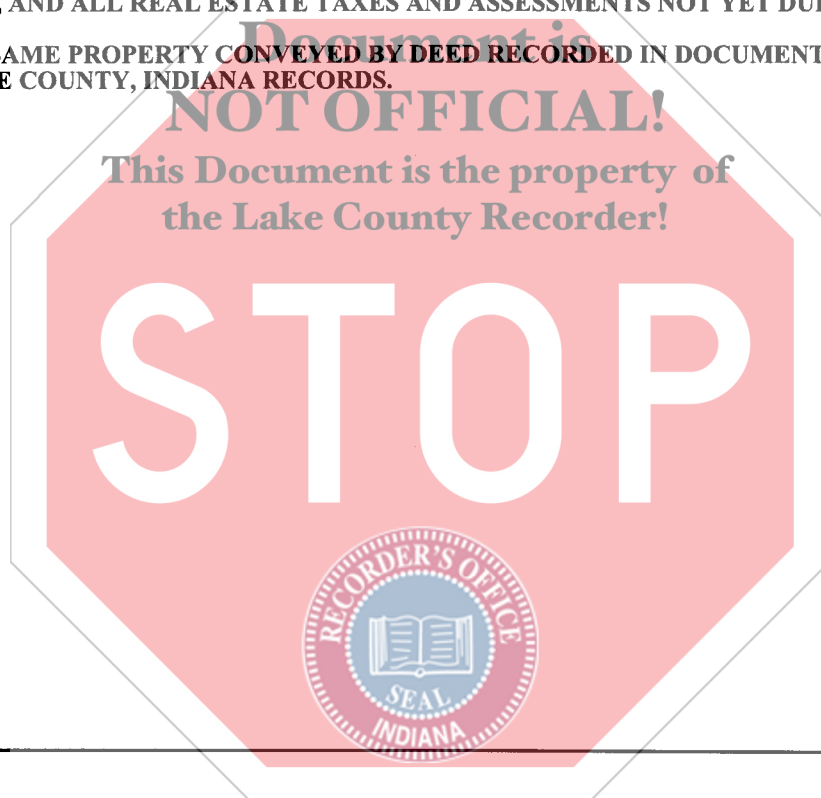 AND ALL REAL ESTATE TAXES AND ASSESSMENTS NOT YET
Document is
AME PROPERTY CONVEYED BY DEED RECORDED IN DOCUMENT
COUNTY, INDIANA RECORDS.
NOT OFFICIAL!
This Document is the property of
the Lake County Recorder!
STOP
RECORDER'S OFFICE
SEAL
INDIANA